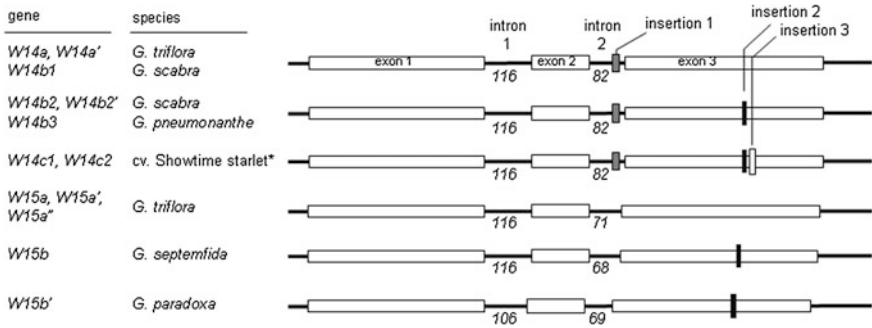 gene species
intron 1
intron 2
insertion 1
insertion 2
insertion 3
W14a, W14a' G. triflora
W14b1 G. scabra
exon 1 exon 2 exon 3
116 82
W14b2, W14b2' G. scabra
W14b3 G. pneumonanthe
116 82
W14c1, W14c2 cv. Showtime starlet*
116 82
W15a, W15a',
W15a" G. triflora
116 71
W15b G. septemfida
116 68
W15b' G. paradoxa
106 69